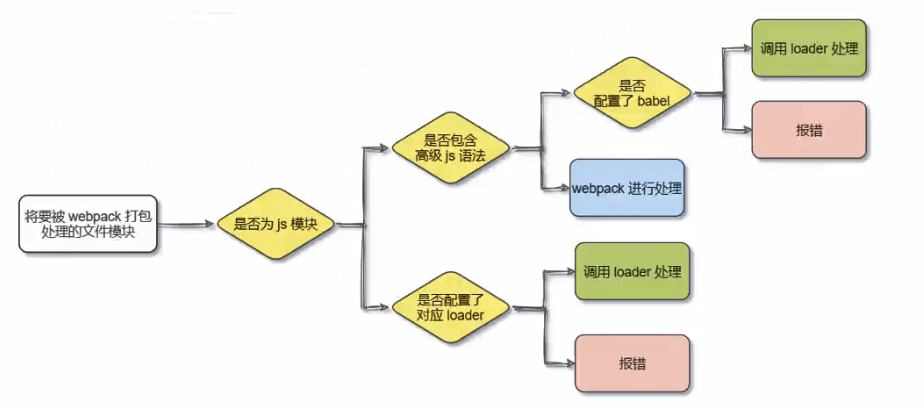 将要被 webpack 打包
处理的文件模块
是否为 js 模块
是否包含
高级 js 语法
是否
配置了 babel
调用 loader 处理
报错
webpack 进行处理
是否配置了
对应 loader
调用 loader 处理
报错